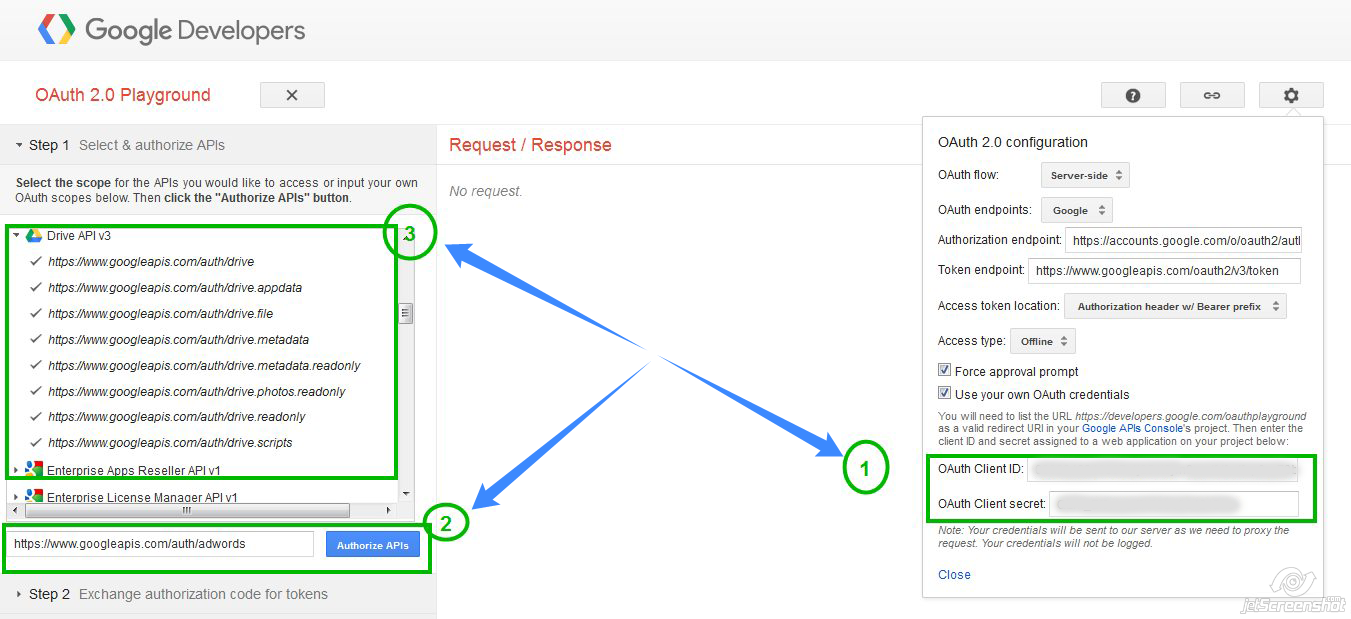 Google Developers
OAuth 2.0 Playground
Step 1 Select & authorize APIs
Select the scope for the APIs you would like to access or input your own
OAuth scopes below. Then click the "Authorize APIs" button.
Drive API v3
https://www.googleapis.com/auth/drive
https://www.googleapis.com/auth/drive.appdata
https://www.googleapis.com/auth/drive.file
https://www.googleapis.com/auth/drive.metadata
https://www.googleapis.com/auth/drive.metadata.readonly
https://www.googleapis.com/auth/drive.photos.readonly
https://www.googleapis.com/auth/drive.readonly
https://www.googleapis.com/auth/drive.scripts
Enterprise Apps Reseller API v1
Enterprise License Manager API v1
3
2
https://www.googleapis.com/auth/adwords
Authorize APIs
Step 2 Exchange authorization code for tokens
Request / Response
No request.
1
OAuth 2.0 configuration
OAuth flow: Server-side
OAuth endpoints: Google
Authorization endpoint: https://accounts.google.com/o/oauth2/autl
Token endpoint: https://www.googleapis.com/oauth2/v3/token
Access token location: Authorization header w/ Bearer prefix
Access type: Offline
Force approval prompt
Use your own OAuth credentials
You will need to list the URL https://developers.google.com/oauthplayground
as a valid redirect URI in your Google APIs Console's project. Then enter the
client ID and secret assigned to a web application on your project below:
OAuth Client ID:
OAuth Client secret:
Note: Your credentials will be sent to our server as we need to proxy the
request. Your credentials will not be logged.
Close
jetScreenshot